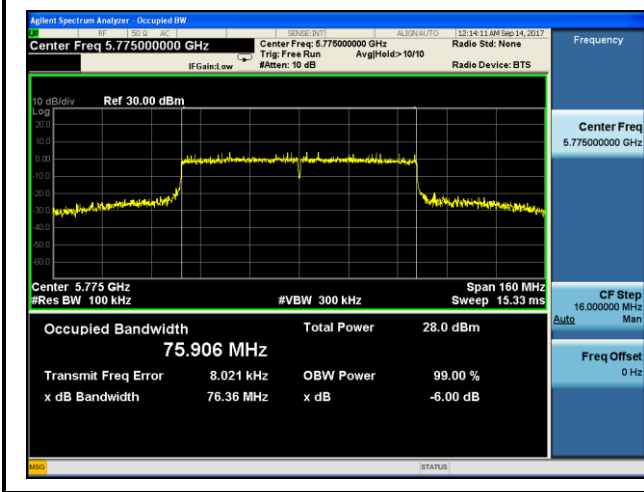 Agilent Spectrum Analyzer - Occupied BW
RF 50 Ω AC SENSE:INT ALIGN AUTO 12:14:11 AM Sep 14, 2017
Center Freq 5.775000000 GHz Center Freq: 5.775000000 GHz Radio Std: None Frequency
Trig: Free Run Avg|Hold:> 10/10
IFGain:Low #Atten: 10 dB Radio Device: BTS
10 dB/div Ref 30.00 dBm
Log
20.0
10.0
0.00
-10.0
-20.0
-30.0
-40.0
-50.0
-60.0
Center Freq
5.775000000 GHz
Center 5.775 GHz Span 160 MHz
#Res BW 100 kHz #VBW 300 kHz Sweep 15.33 ms
CF Step
16.000000 MHz
Auto Man
Occupied Bandwidth Total Power 28.0 dBm
75.906 MHz
Transmit Freq Error 8.021 kHz OBW Power 99.00 %
x dB Bandwidth 76.36 MHz x dB -6.00 dB
Freq Offset
0 Hz
MSG STATUS